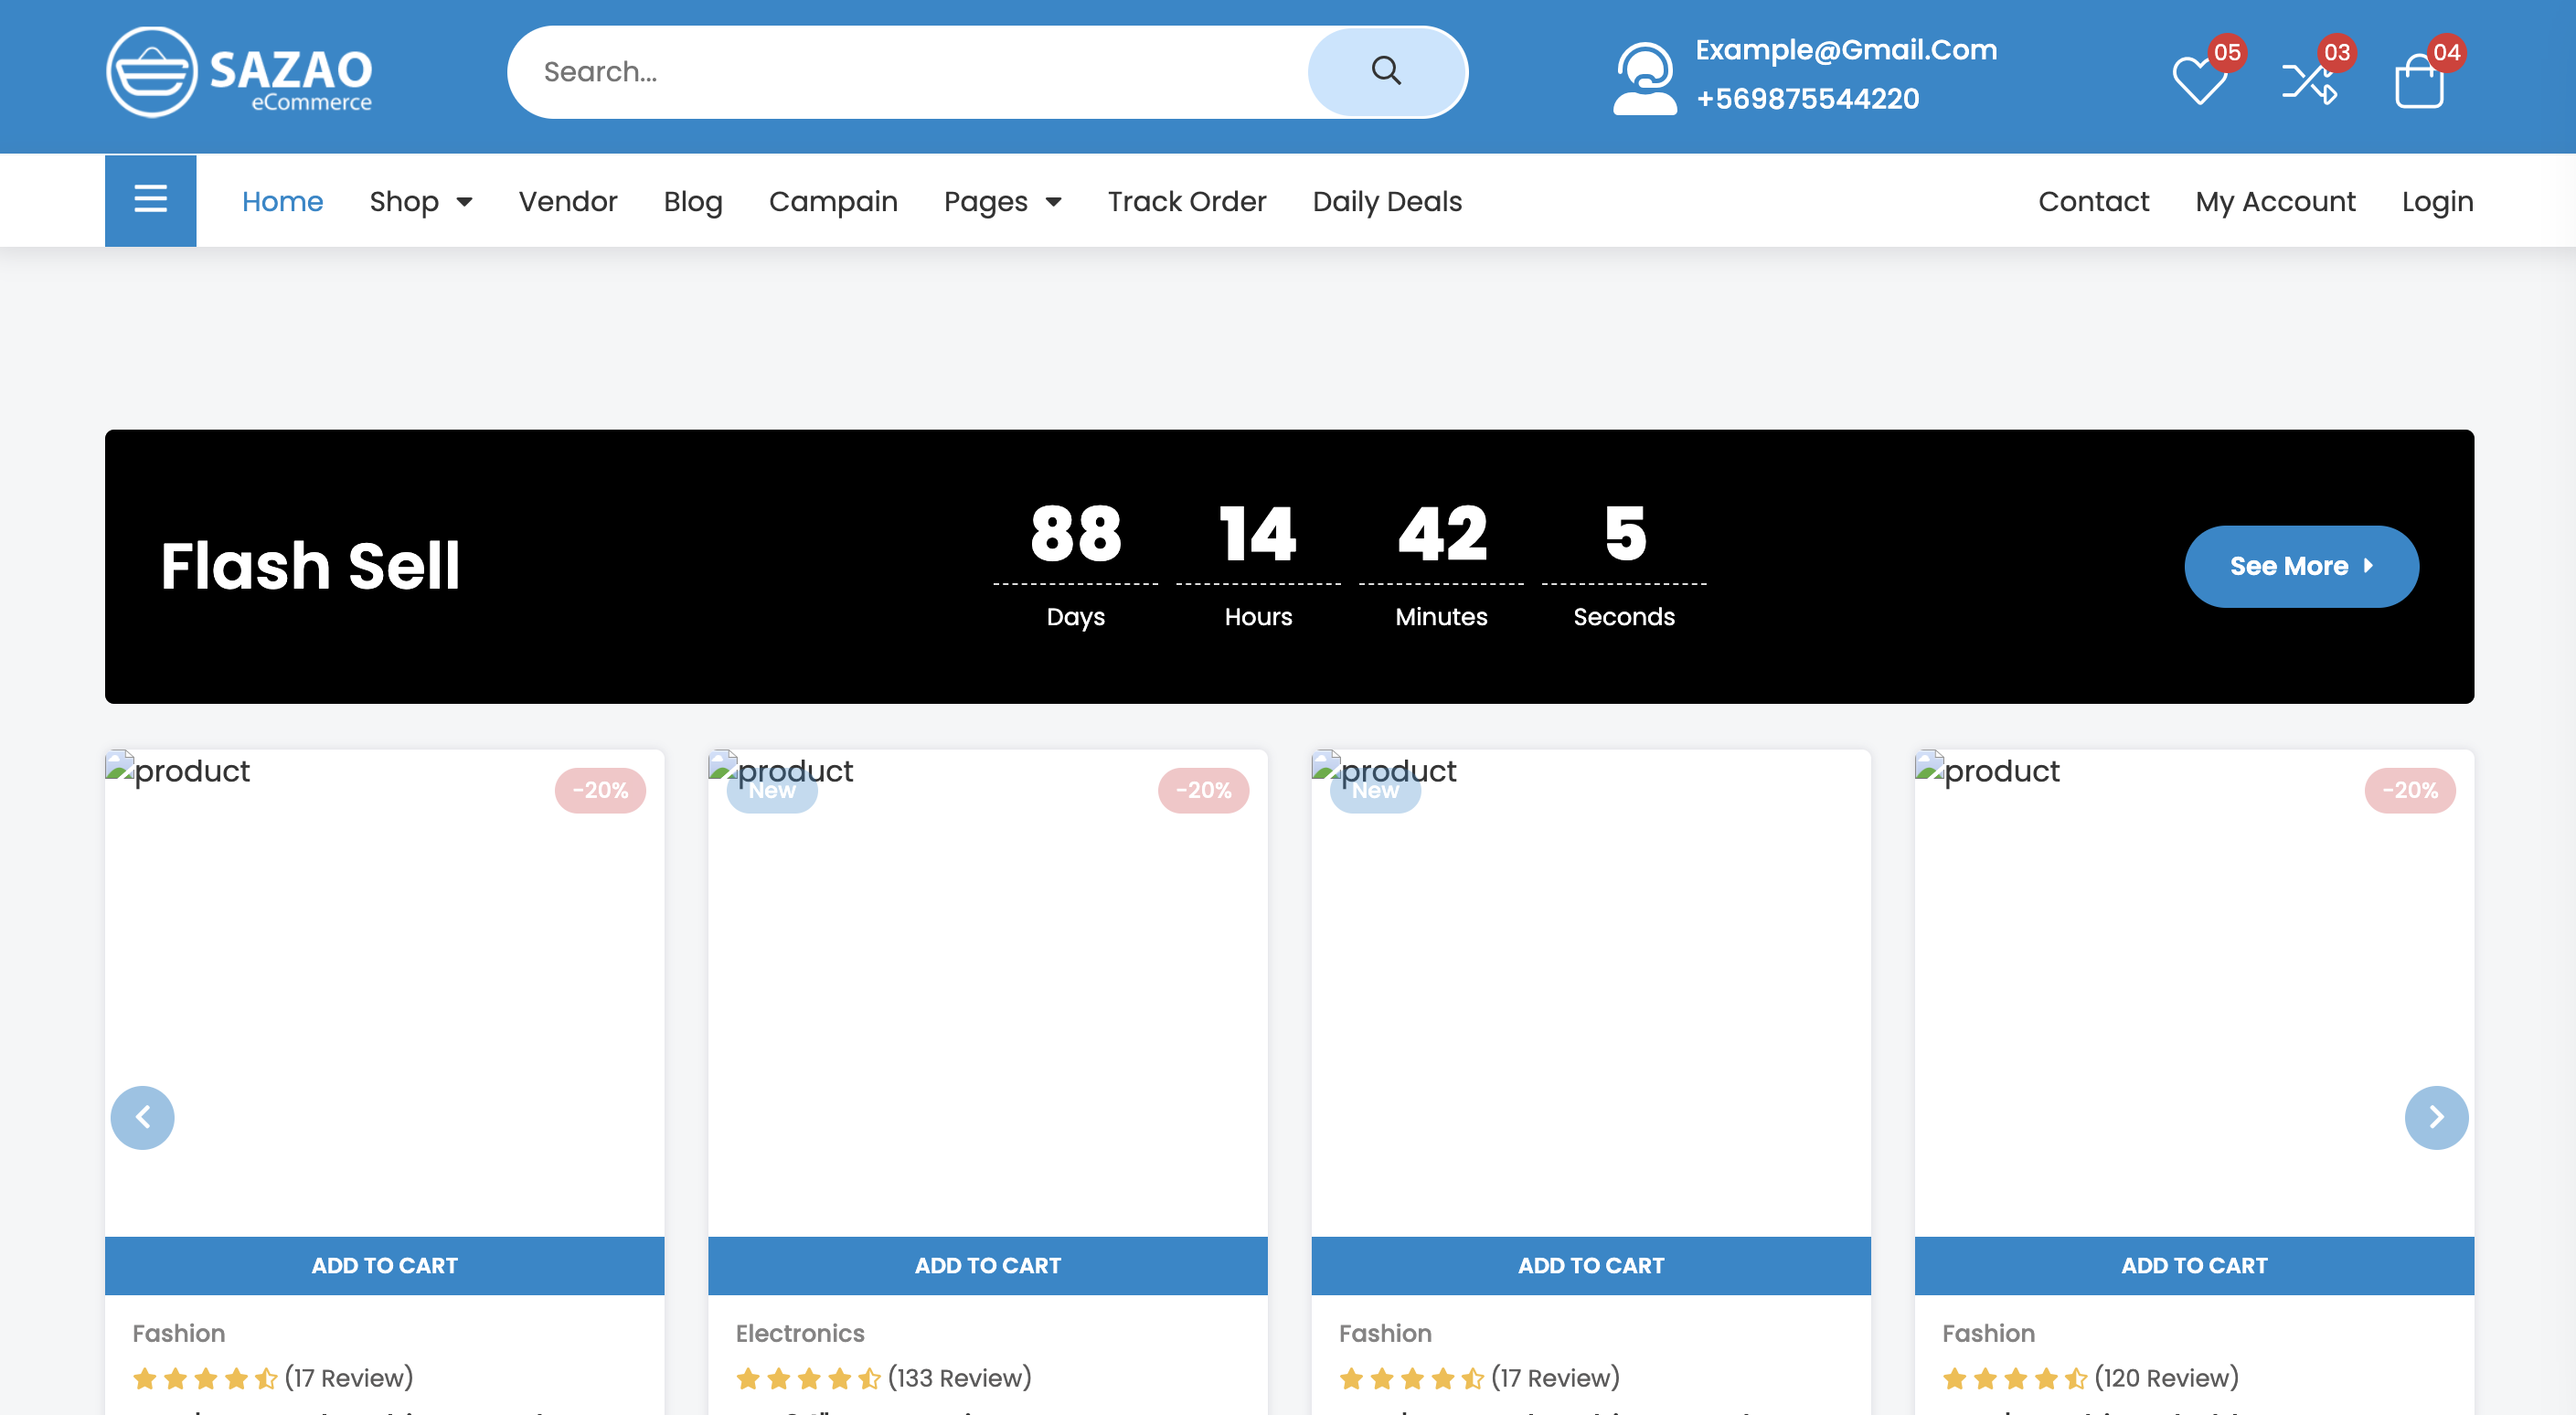 SAZAO
eCommerce
Search...
Example@Gmail.Com
+569875544220
05
03
04
Home
Shop
Vendor
Blog
Campain
Pages
Track Order
Daily Deals
Contact
My Account
Login
Flash Sell
88
14
42
5
Days
Hours
Minutes
Seconds
See More
product
-20%
product
New
-20%
product
New
product
-20%
ADD TO CART
ADD TO CART
ADD TO CART
ADD TO CART
Fashion
Electronics
Fashion
Fashion
(17 Review)
(133 Review)
(17 Review)
(120 Review)